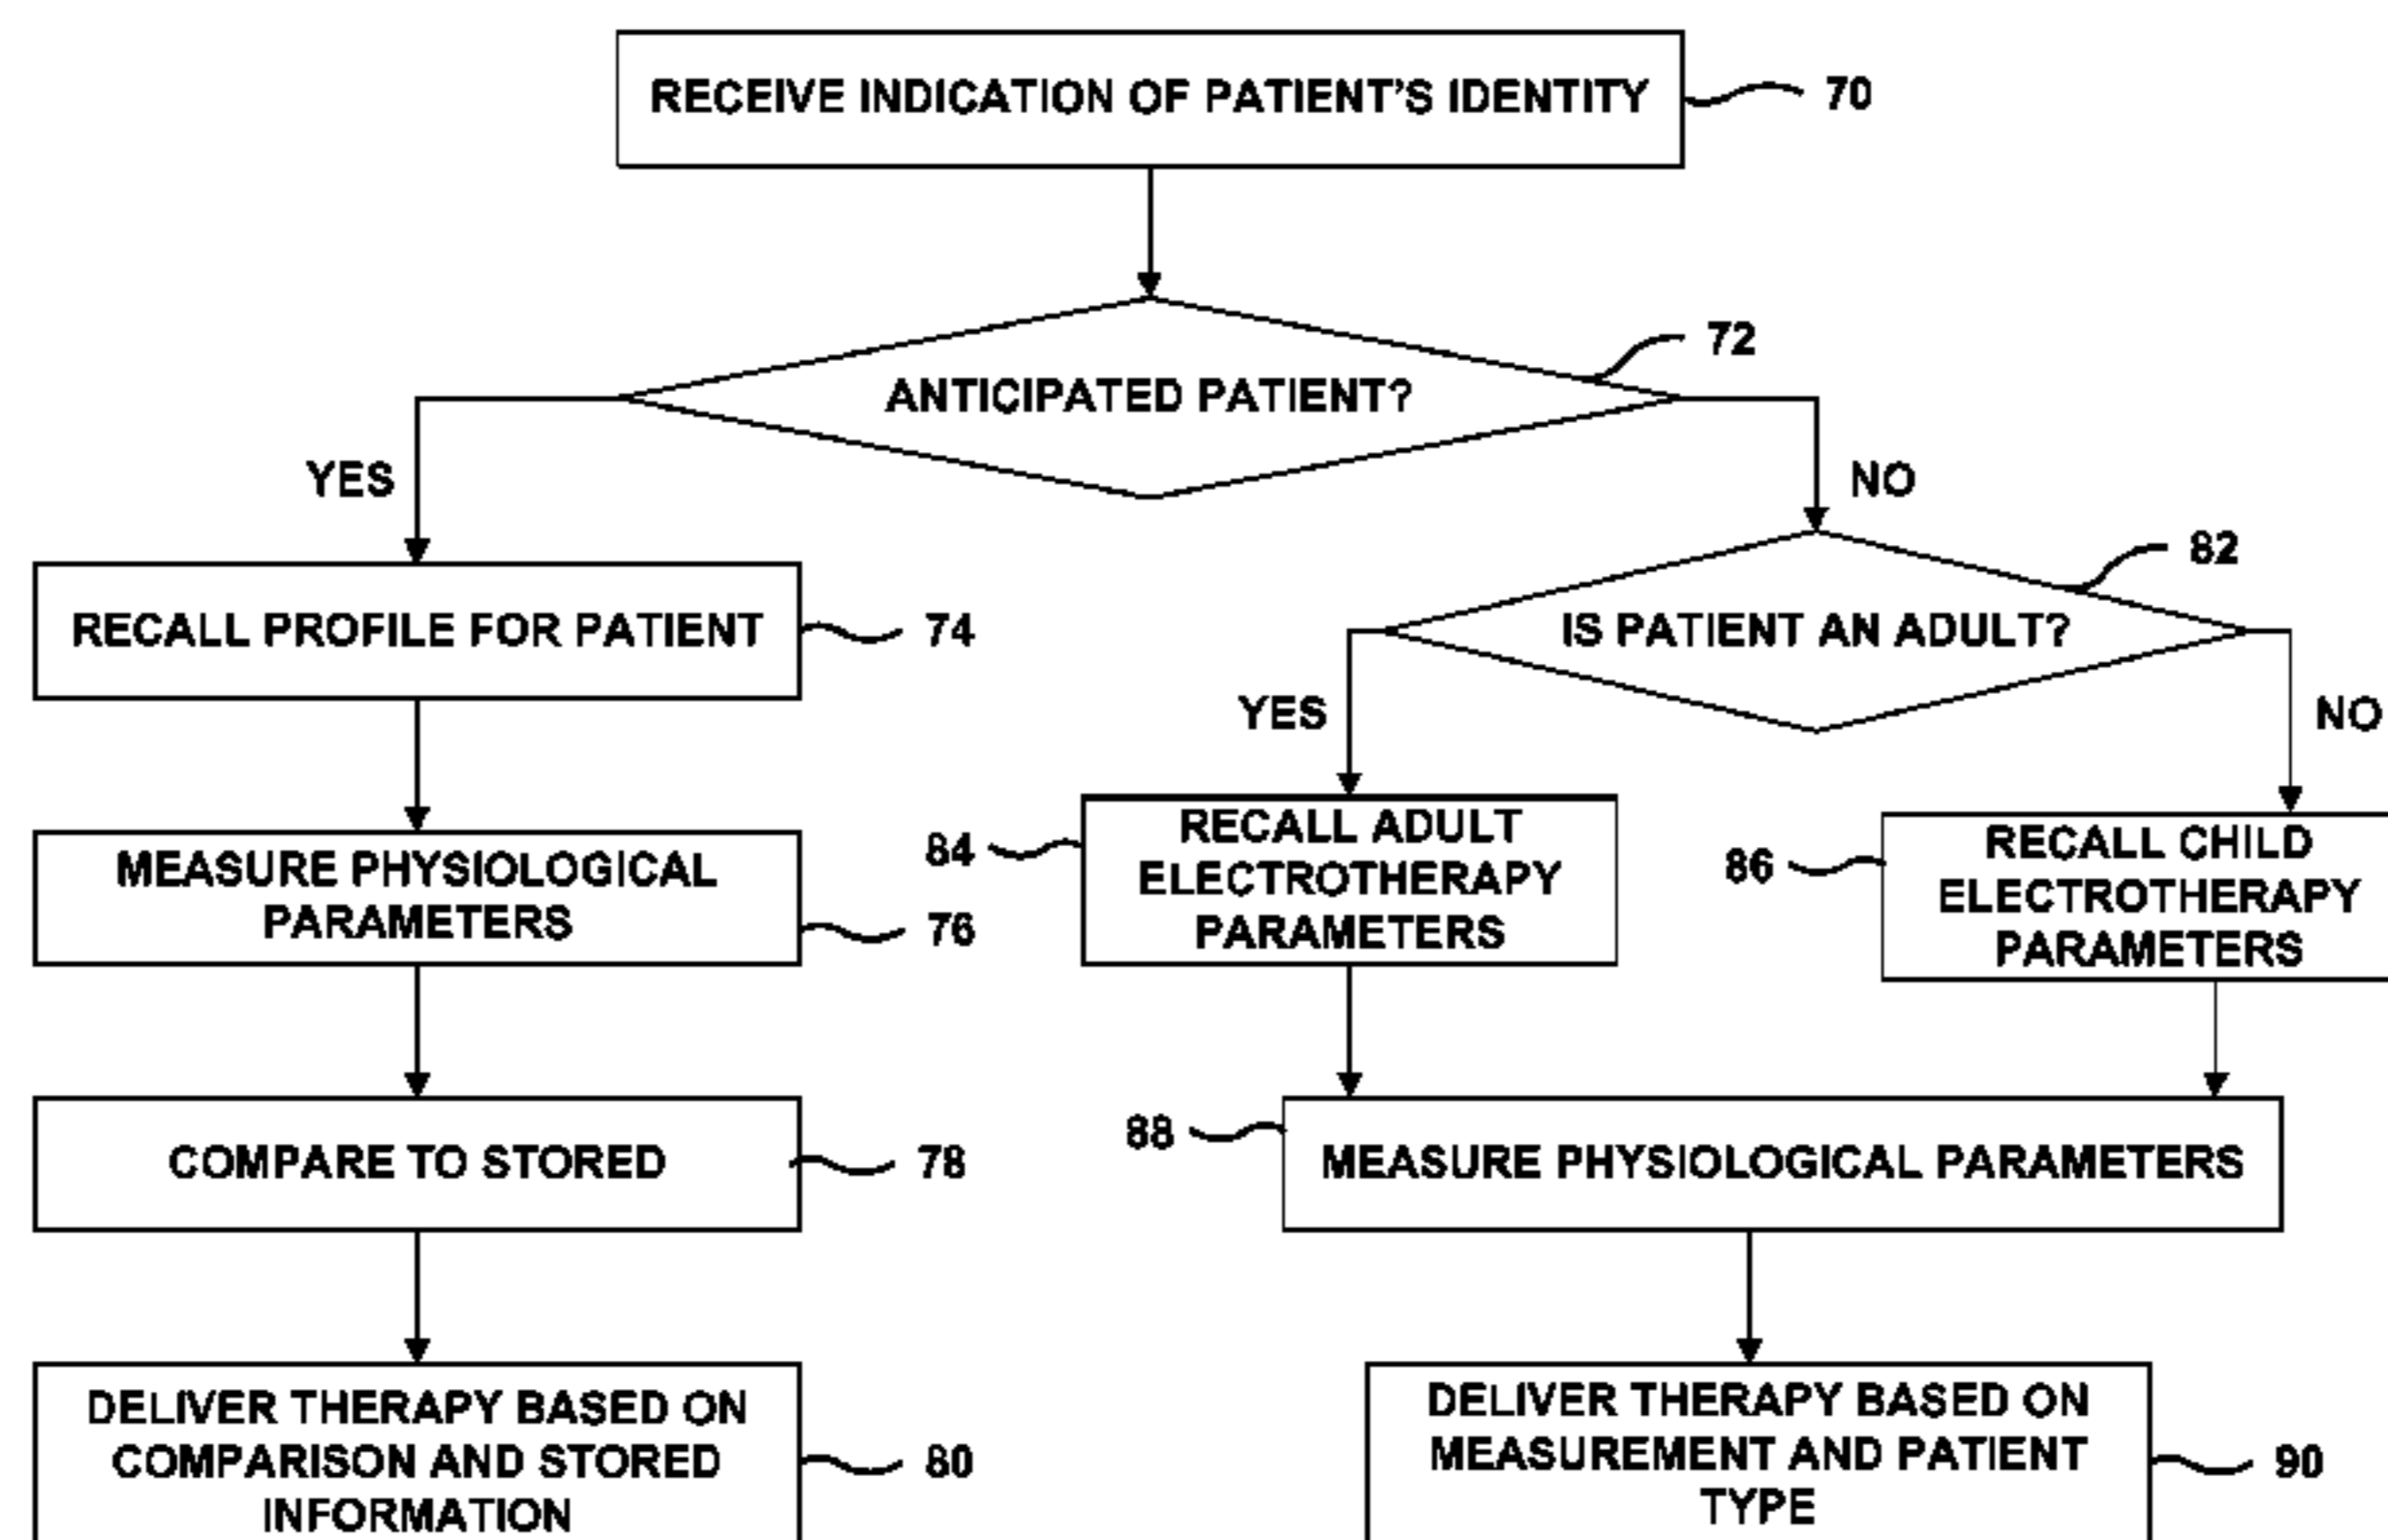 RECEIVE INDICATION OF PATIENT'S IDENTITY
70
72
ANTICIPATED PATIENT?
YES
NO
82
RECALL PROFILE FOR PATIENT
74
IS PATIENT AN ADULT?
YES
NO
MEASURE PHYSIOLOGICAL
PARAMETERS
76
84
RECALL ADULT
ELECTROTHERAPY
PARAMETERS
86
RECALL CHILD
ELECTROTHERAPY
PARAMETERS
COMPARE TO STORED
78
88
MEASURE PHYSIOLOGICAL PARAMETERS
DELIVER THERAPY BASED ON
COMPARISON AND STORED
INFORMATION
80
DELIVER THERAPY BASED ON
MEASUREMENT AND PATIENT
TYPE
90